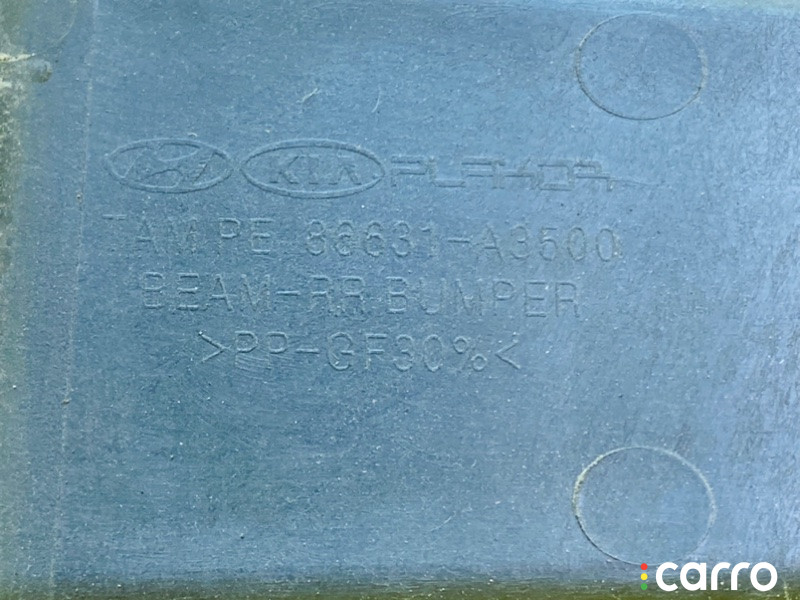 KIA PLAKOR
TAMPE 86631-A3500
BEAM-RR BUMPER
>PP-GF30%<
carro